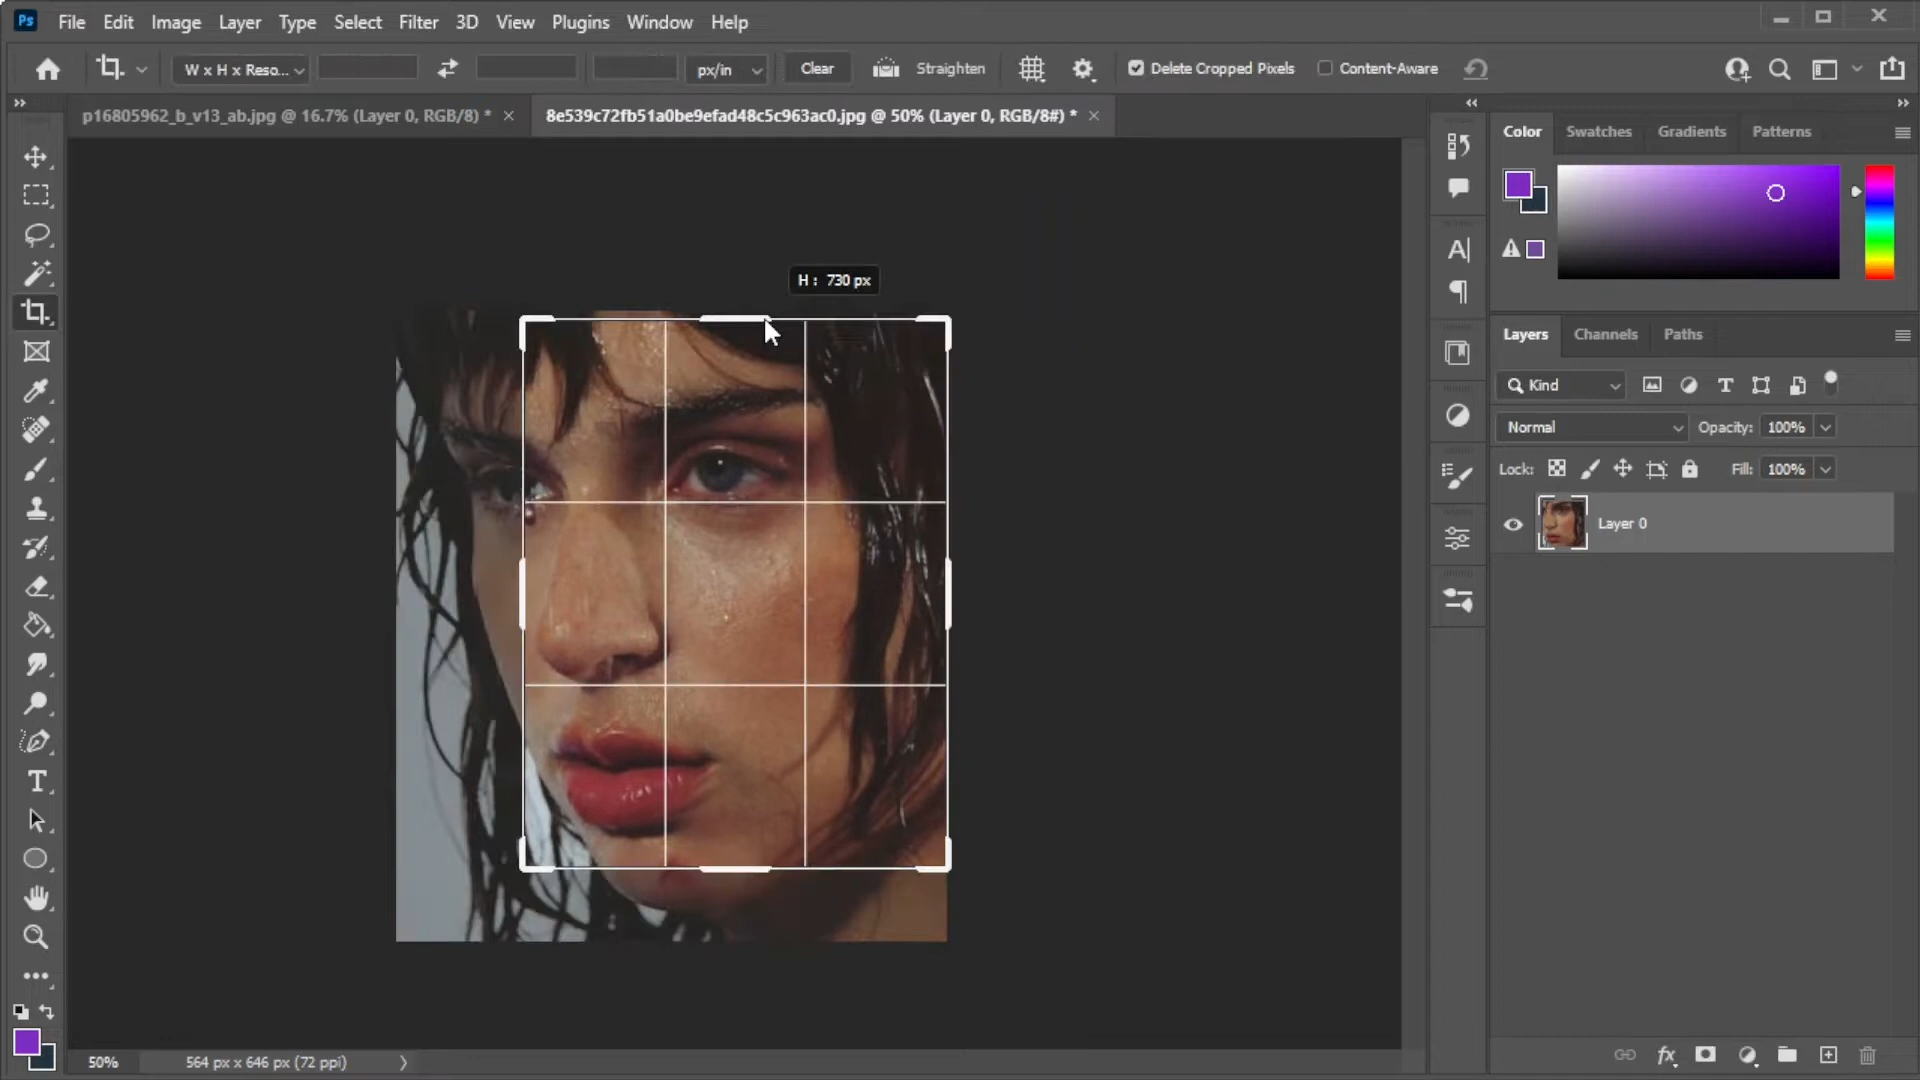 Ps File Edit Image Layer Type Select Filter 3D View Plugins Window Help
W x H x Reso... px/in Clear Straighten Delete Cropped Pixels Content-Aware
p16805962_b_v13_ab.jpg @ 16.7% (Layer 0, RGB/8) * 8e539c72fb51a0be9efad48c5c963ac0.jpg @ 50% (Layer 0, RGB/8#) *
Color Swatches Gradients Patterns
H : 730 px
Layers Channels Paths
Kind
Normal Opacity: 100%
Lock: Fill: 100%
Layer 0
50% 564 px x 646 px (72 ppi)